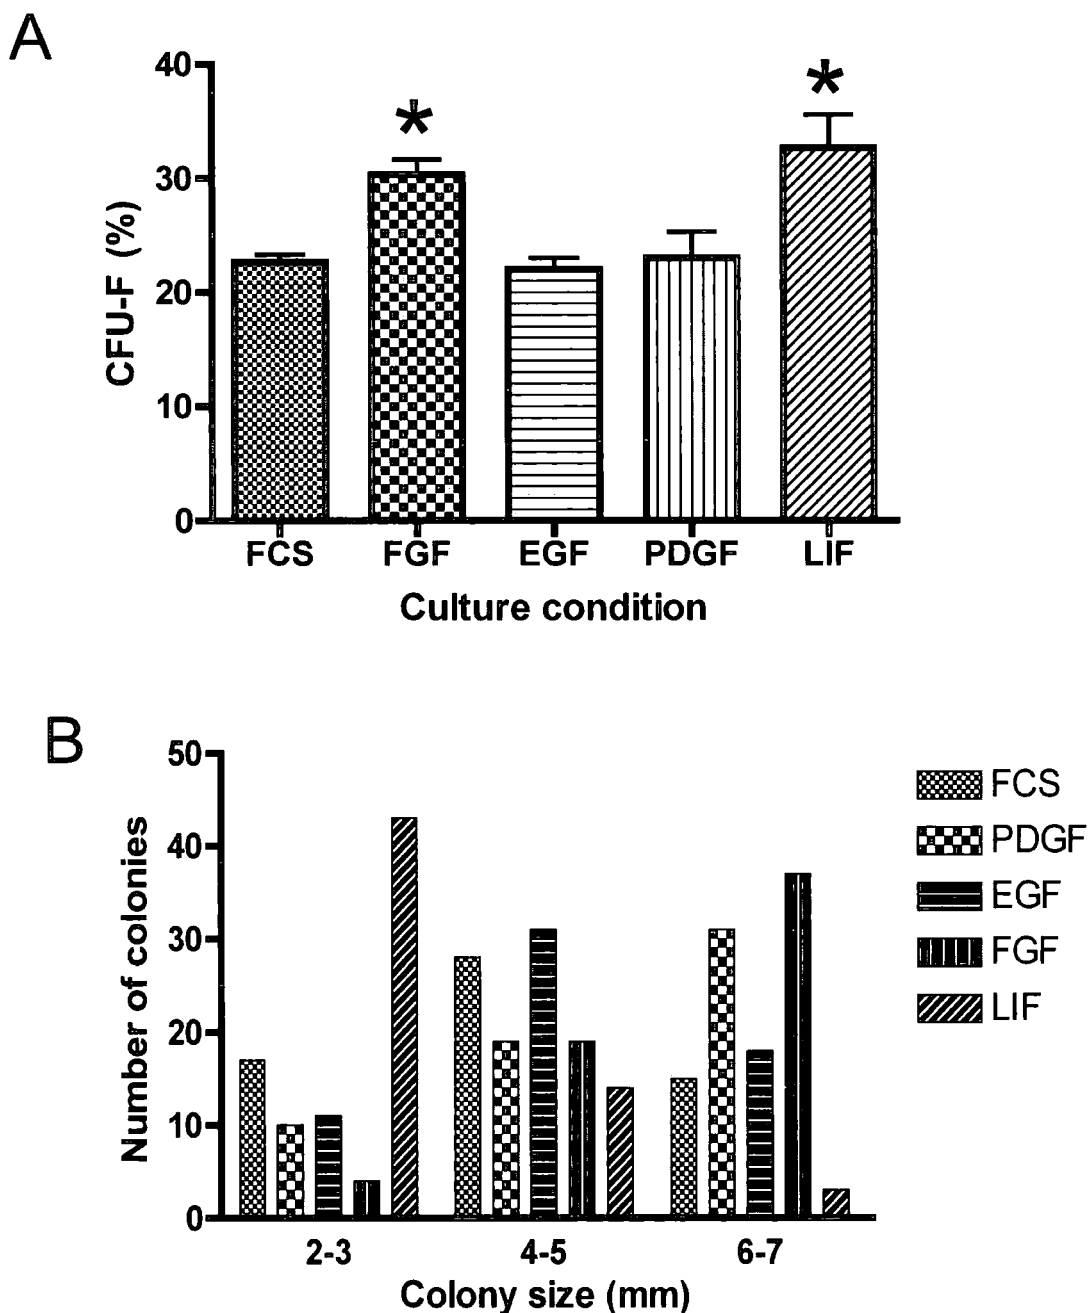 A
40
30
20
10
0
CFU-F (%)
*
*
FCS FGF EGF PDGF LIF
Culture condition
B
50
40
30
20
10
0
Number of colonies
2-3 4-5 6-7
Colony size (mm)
FCS
PDGF
EGF
FGF
LIF